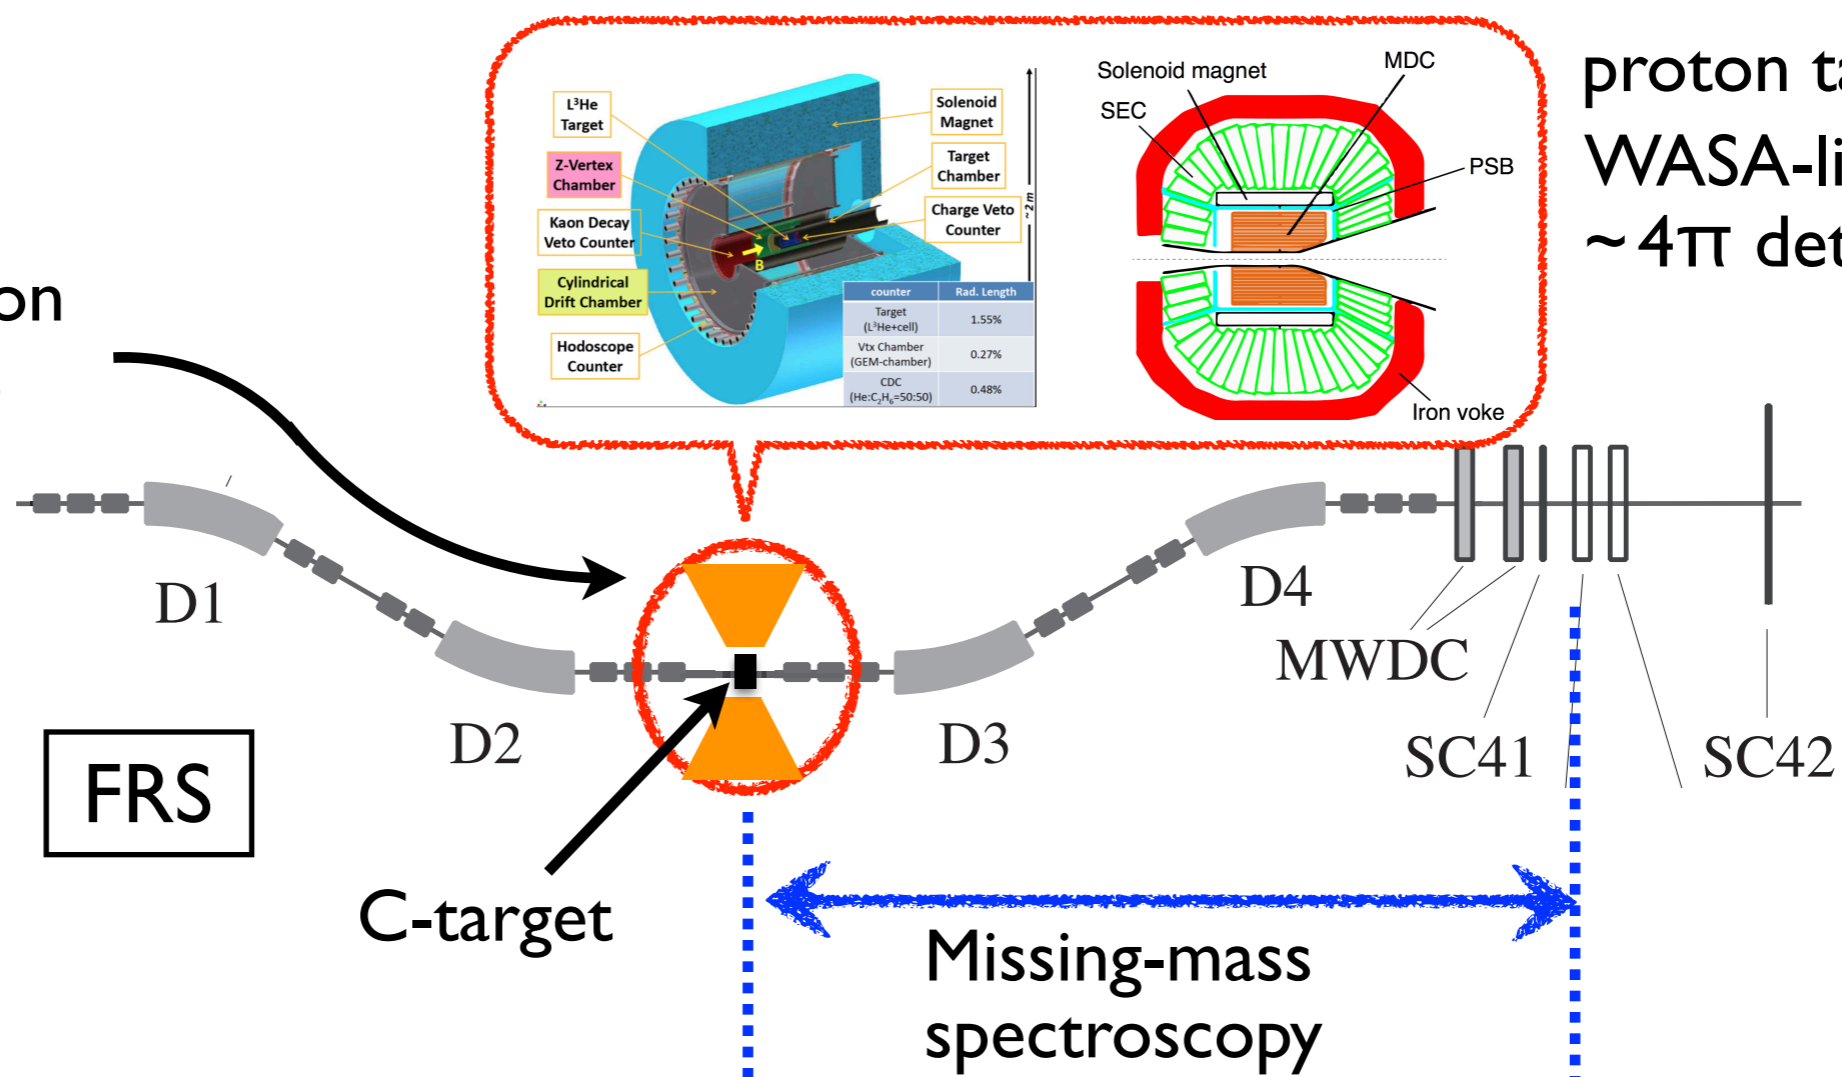 proton ta
WASA-li
~4π det
on
L³He
Target
Z-Vertex
Chamber
Kaon Decay
Veto Counter
Cylindrical
Drift Chamber
Hodoscope
Counter
Solenoid
Magnet
Target
Chamber
Charge Veto
Counter
B
~2 m
counter Rad. Length
Target
(L³He+cell) 1.55%
Vtx Chamber
(GEM-chamber) 0.27%
CDC
(He:C₂H₆=50:50) 0.48%
Solenoid magnet
MDC
SEC
PSB
Iron yoke
D1
D2
D3
D4
MWDC
SC41
SC42
FRS
C-target
Missing-mass
spectroscopy